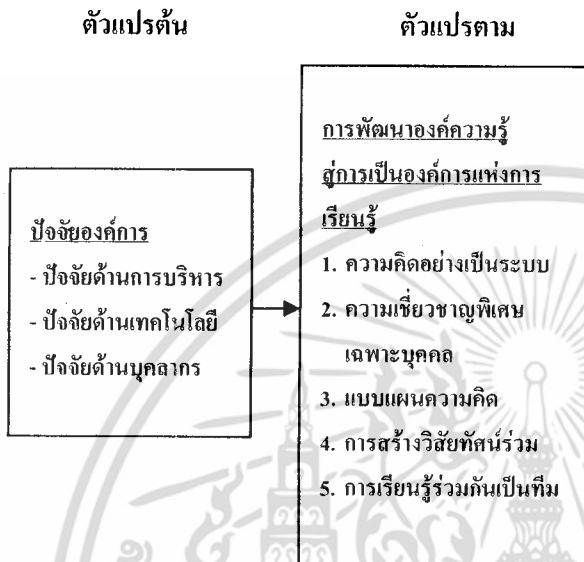 ตัวแปรต้น
ตัวแปรตาม
ปัจจัยองค์การ
- ปัจจัยด้านการบริหาร
- ปัจจัยด้านเทคโนโลยี
- ปัจจัยด้านบุคลากร
การพัฒนาองค์ความรู้
สู่การเป็นองค์การแห่งการ
เรียนรู้
1. ความคิดอย่างเป็นระบบ
2. ความเชี่ยวชาญพิเศษ
เฉพาะบุคคล
3. แบบแผนความคิด
4. การสร้างวิสัยทัศน์ร่วม
5. การเรียนรู้ร่วมกันเป็นทีม